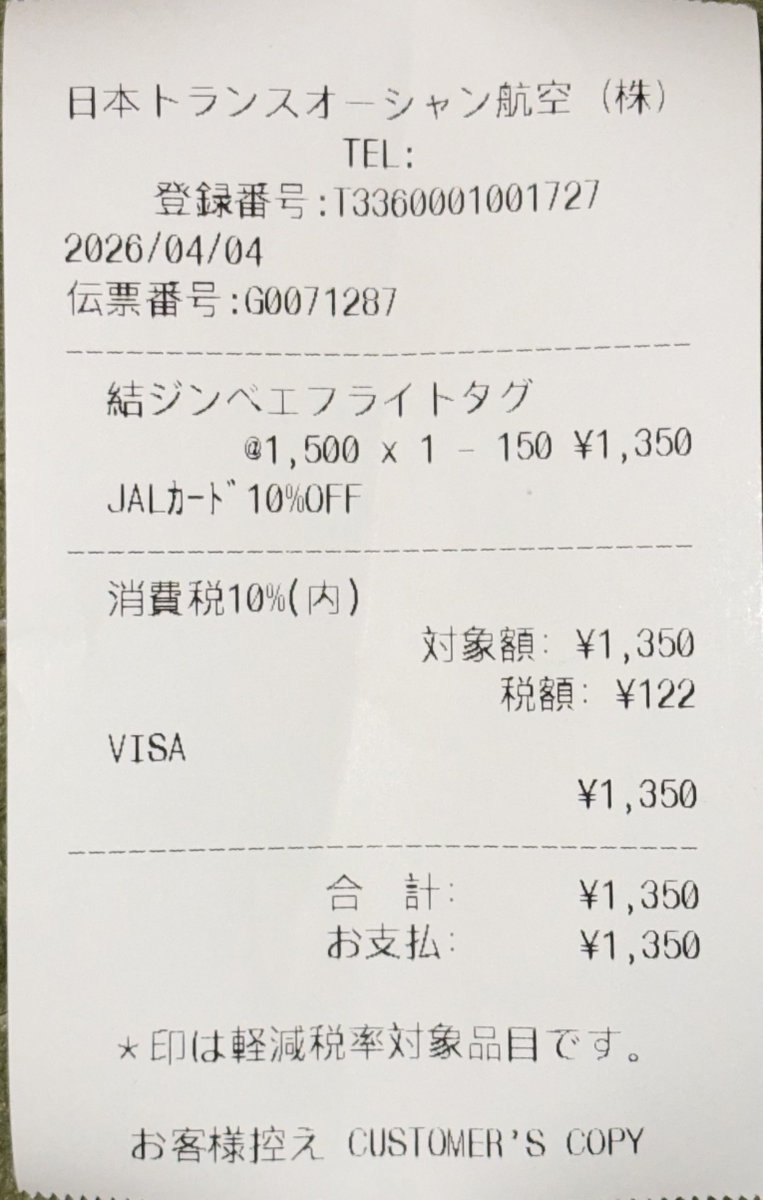 日本トランスオーシャン航空（株）
TEL:
登録番号:T3360001001727
2026/04/04
伝票番号:G0071287
結ジンベエフライトタグ
@1,500 x 1 - 150 ¥1,350
JALｶｰﾄﾞ10%OFF
消費税10%(内)
対象額: ¥1,350
税額: ¥122
VISA
¥1,350
合　計: ¥1,350
お支払: ¥1,350
*印は軽減税率対象品目です。
お客様控え CUSTOMER'S COPY